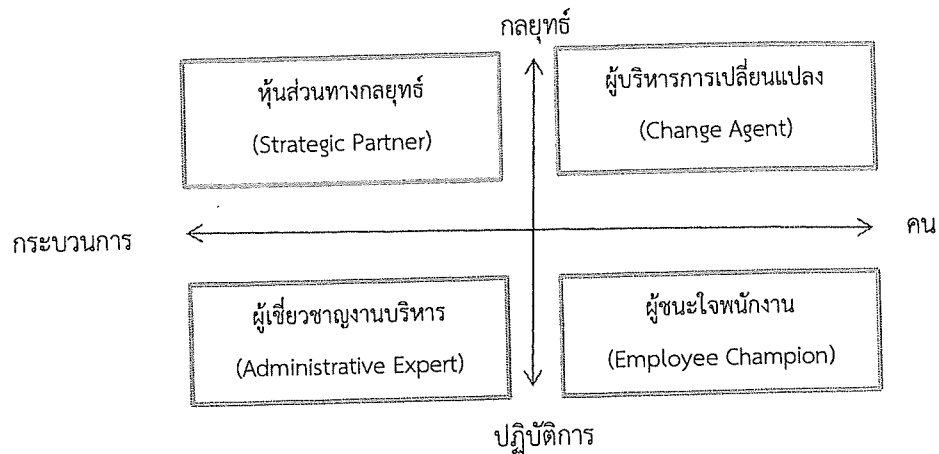 กลยุทธ์
หุ้นส่วนทางกลยุทธ์
(Strategic Partner)
ผู้บริหารการเปลี่ยนแปลง
(Change Agent)
กระบวนการ
คน
ผู้เชี่ยวชาญงานบริหาร
(Administrative Expert)
ผู้ชนะใจพนักงาน
(Employee Champion)
ปฏิบัติการ